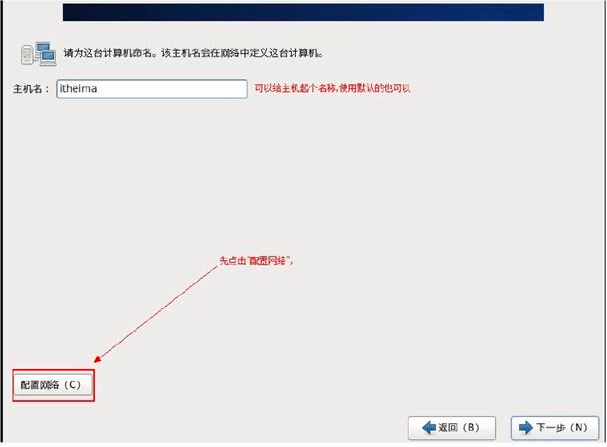 请为这台计算机命名。该主机名会在网络中定义这台计算机。
主机名： itheima 可以给主机起个名称,使用默认的也可以
先点击"配置网络",
配置网络（C）
返回（B） 下一步（N）